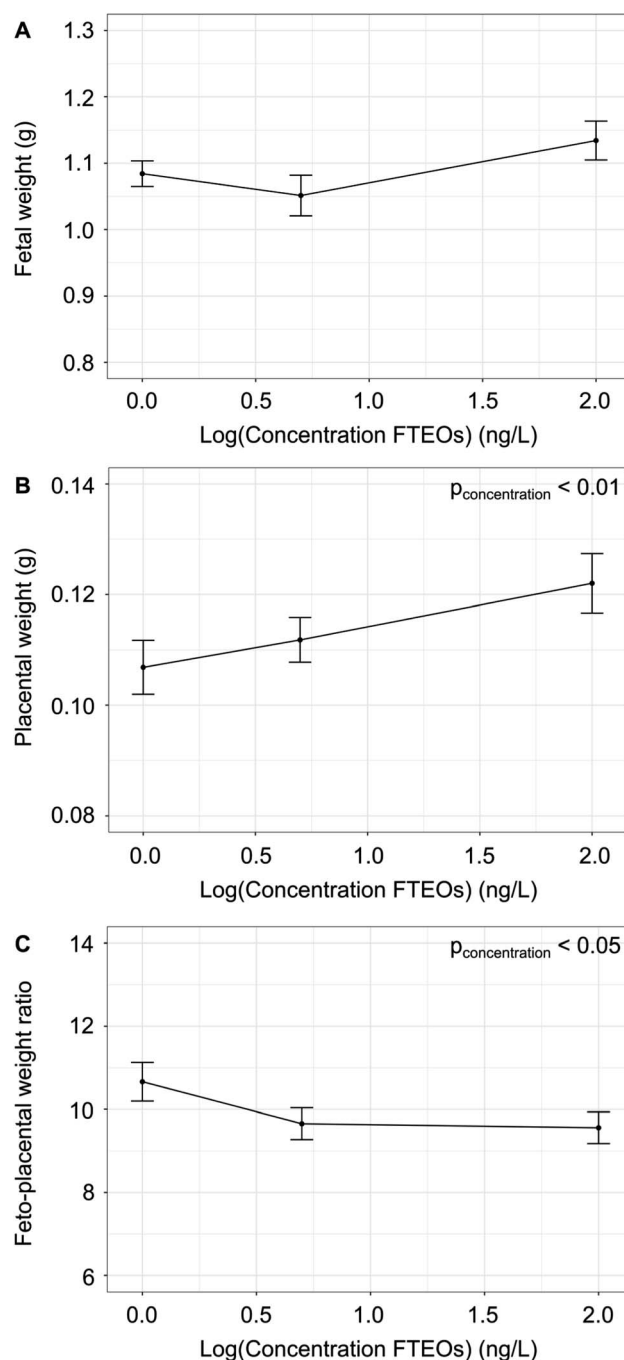 A
1.3
1.2
1.1
1.0
0.9
0.8
Fetal weight (g)
0.0 0.5 1.0 1.5 2.0
Log(Concentration FTEOs) (ng/L)
B
p concentration < 0.01
0.14
0.12
0.10
0.08
Placental weight (g)
0.0 0.5 1.0 1.5 2.0
Log(Concentration FTEOs) (ng/L)
C
p concentration < 0.05
14
12
10
8
6
Feto-placental weight ratio
0.0 0.5 1.0 1.5 2.0
Log(Concentration FTEOs) (ng/L)